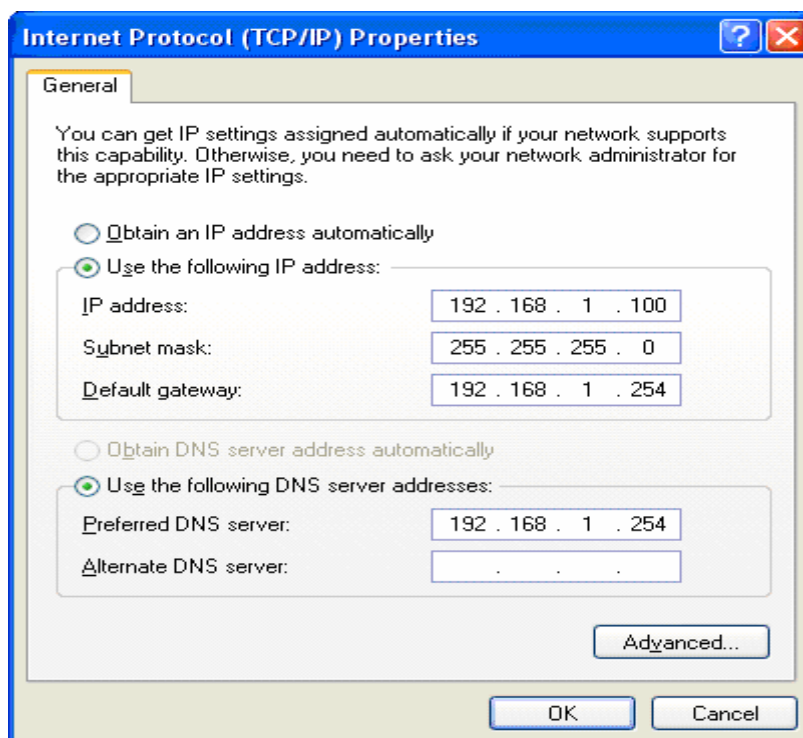 Internet Protocol (TCP/IP) Properties
General
You can get IP settings assigned automatically if your network supports
this capability. Otherwise, you need to ask your network administrator for
the appropriate IP settings.
Obtain an IP address automatically
Use the following IP address:
IP address: 192 . 168 . 1 . 100
Subnet mask: 255 . 255 . 255 . 0
Default gateway: 192 . 168 . 1 . 254
Obtain DNS server address automatically
Use the following DNS server addresses:
Preferred DNS server: 192 . 168 . 1 . 254
Alternate DNS server: . . .
Advanced...
OK Cancel